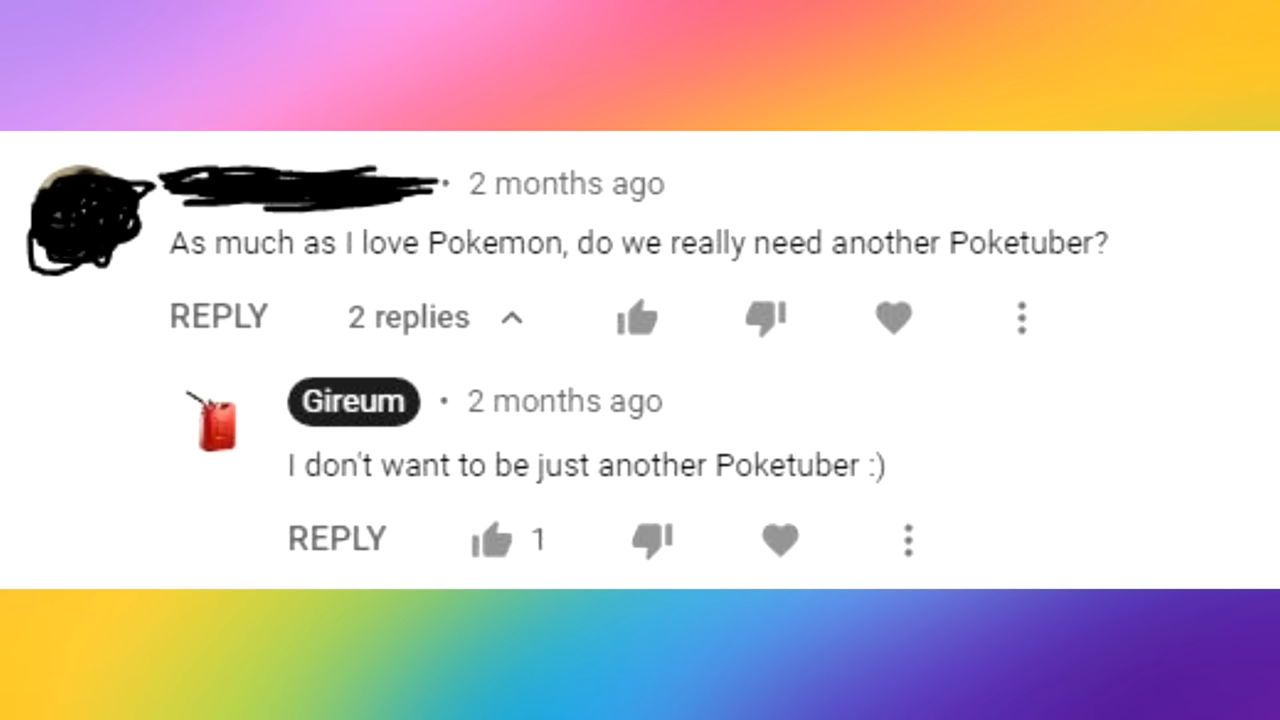 • 2 months ago
As much as I love Pokemon, do we really need another Poketuber?
REPLY 2 replies
Gireum • 2 months ago
I don't want to be just another Poketuber :)
REPLY 1